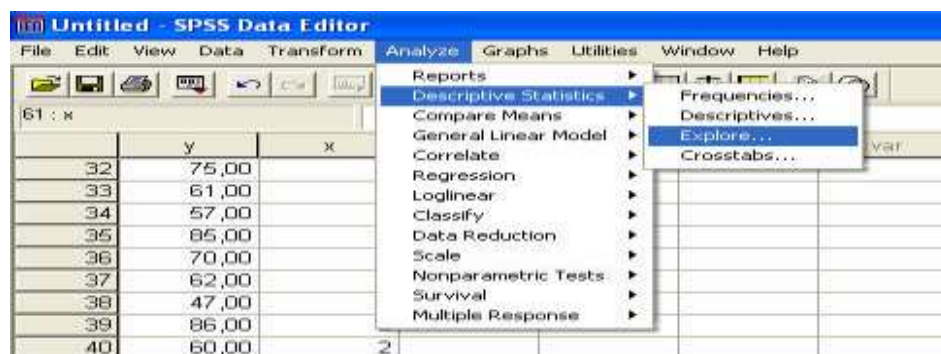 Untitled - SPSS Data Editor
File Edit View Data Transform Analyze Graphs Utilities Window Help
61 : x
y x var
Reports
Descriptive Statistics
Compare Means
General Linear Model
Correlate
Regression
Loglinear
Classify
Data Reduction
Scale
Nonparametric Tests
Survival
Multiple Response
Frequencies...
Descriptives...
Explore...
Crosstabs...
32 75,00
33 61,00
34 57,00
35 85,00
36 70,00
37 62,00
38 47,00
39 86,00
40 60,00 2